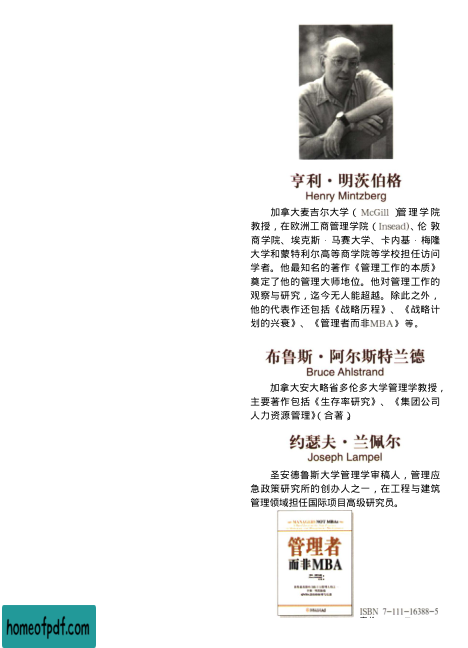 亨利·明茨伯格
Henry Mintzberg
加拿大麦吉尔大学（McGill）管理学院
教授，在欧洲工商管理学院（Insead)、伦敦
商学院、埃克斯·马赛大学、卡内基·梅隆
大学和蒙特利尔高等商学院等学校担任访问
学者。他最知名的著作《管理工作的本质》
奠定了他的管理大师地位。他对管理工作的
观察与研究，迄今无人能超越。除此之外，
他的代表作还包括《战略历程》、《战略计
划的兴衰》、《管理者而非MBA》等。
布鲁斯·阿尔斯特兰德
Bruce Ahlstrand
加拿大安大略省多伦多大学管理学教授，
主要著作包括《生存率研究》、《集团公司
人力资源管理》（合著）。
约瑟夫·兰佩尔
Joseph Lampel
圣安德鲁斯大学管理学审稿人，管理应
急政策研究所的创办人之一，在工程与建筑
管理领域担任国际项目高级研究员。
MANAGERS NOT MBAs
管理者
而非MBA
ISBN 7-111-16388-5
homeofpdf.com